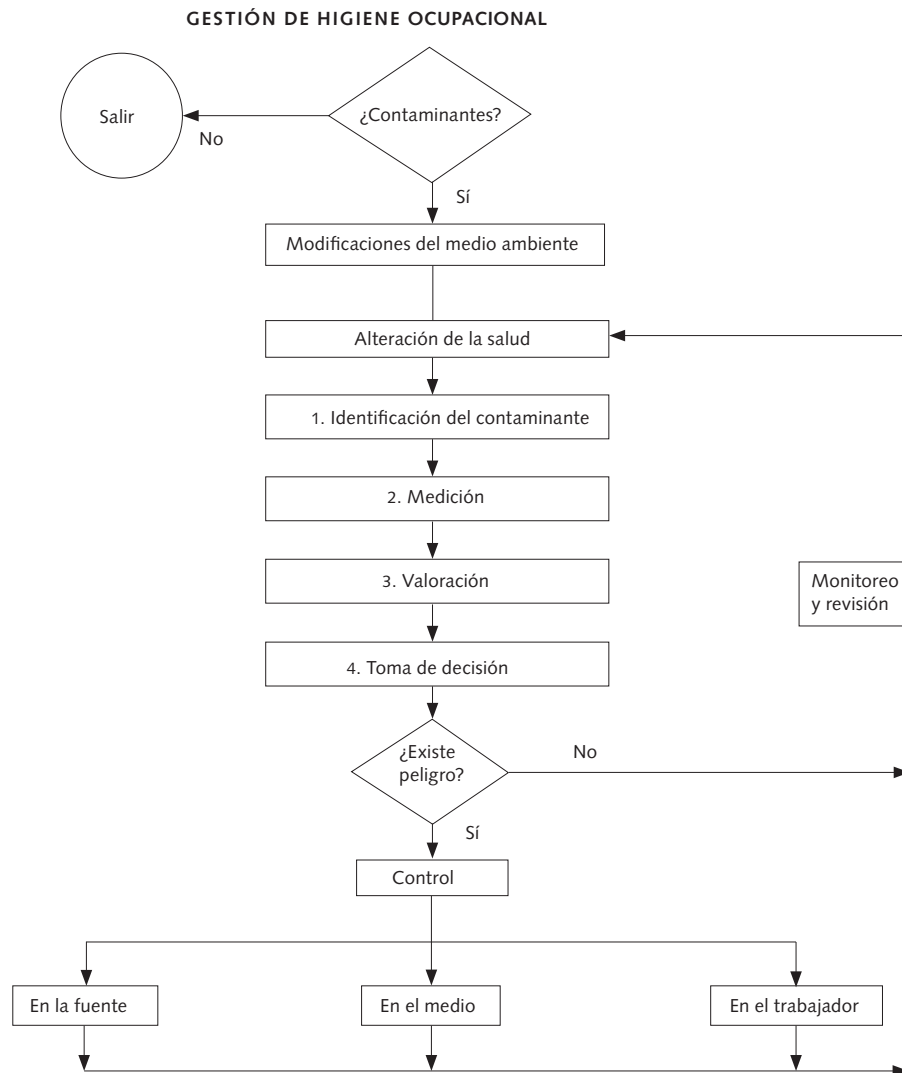 GESTIÓN DE HIGIENE OCUPACIONAL
¿Contaminantes?
Salir
No
Sí
Modificaciones del medio ambiente
Alteración de la salud
1. Identificación del contaminante
2. Medición
3. Valoración
Monitoreo
y revisión
4. Toma de decisión
¿Existe
peligro?
No
Sí
Control
En la fuente
En el medio
En el trabajador